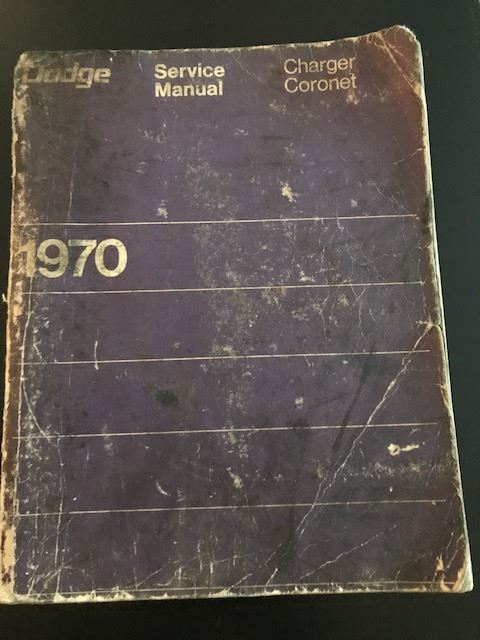 Dodge
Service
Manual
Charger
Coronet
1970